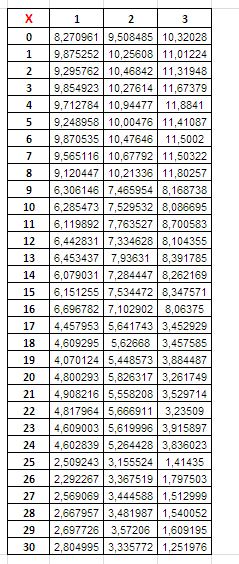 X 1 2 3
0 8,270961 9,508485 10,32028
1 9,875252 10,25608 11,01224
2 9,295762 10,46842 11,31948
3 9,854923 10,27614 11,67379
4 9,712784 10,94477 11,8841
5 9,248958 10,00476 11,41087
6 9,870535 10,47646 11,5002
7 9,565116 10,67792 11,50322
8 9,120447 10,21336 11,80257
9 6,306146 7,465954 8,168738
10 6,285473 7,529532 8,086695
11 6,119892 7,763527 8,700583
12 6,442831 7,334628 8,104355
13 6,453437 7,93631 8,391785
14 6,079031 7,284447 8,262169
15 6,151255 7,534472 8,347571
16 6,696782 7,102902 8,06375
17 4,457953 5,641743 3,452929
18 4,609295 5,62668 3,457585
19 4,070124 5,448573 3,884487
20 4,800293 5,826317 3,261749
21 4,908216 5,558208 3,529714
22 4,817964 5,666911 3,23509
23 4,609003 5,619996 3,915897
24 4,602839 5,264428 3,836023
25 2,509243 3,155524 1,41435
26 2,292267 3,367519 1,797503
27 2,569069 3,444588 1,512999
28 2,667957 3,481987 1,540052
29 2,697726 3,57206 1,609195
30 2,804995 3,335772 1,251976